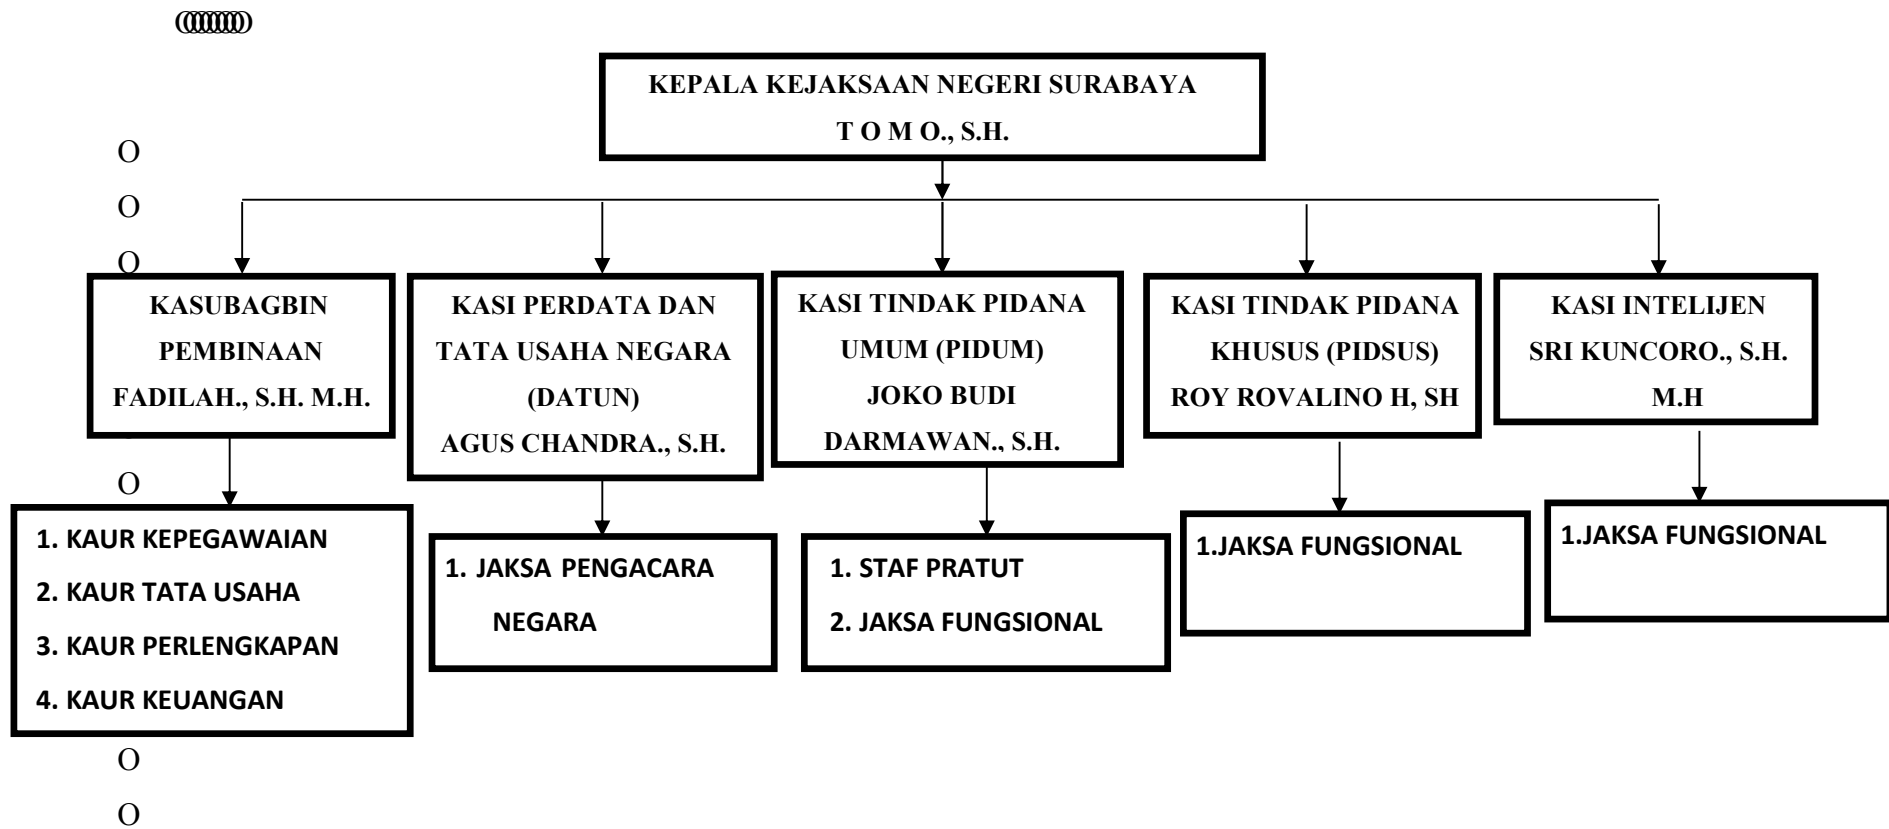 OOOOOOO
KEPALA KEJAKSAAN NEGERI SURABAYA
T O M O., S.H.
O
O
O
KASUBAGBIN
PEMBINAAN
FADILAH., S.H. M.H.
KASI PERDATA DAN
TATA USAHA NEGARA
(DATUN)
AGUS CHANDRA., S.H.
KASI TINDAK PIDANA
UMUM (PIDUM)
JOKO BUDI
DARMAWAN., S.H.
KASI TINDAK PIDANA
KHUSUS (PIDSUS)
ROY ROVALINO H, SH
KASI INTELIJEN
SRI KUNCORO., S.H.
M.H
O
1. KAUR KEPEGAWAIAN
2. KAUR TATA USAHA
3. KAUR PERLENGKAPAN
4. KAUR KEUANGAN
1. JAKSA PENGACARA
NEGARA
1. STAF PRATUT
2. JAKSA FUNGSIONAL
1.JAKSA FUNGSIONAL
1.JAKSA FUNGSIONAL
O
O